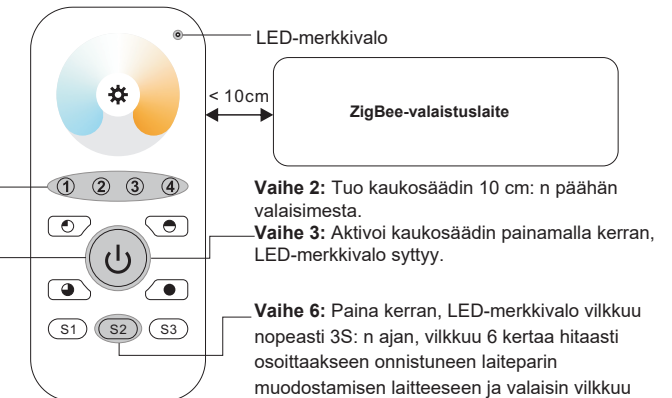 LED-merkkivalo
< 10cm
ZigBee-valaistuslaite
1 2 3 4
Vaihe 2: Tuo kaukosäädin 10 cm: n päähän
valaisimesta.
Vaihe 3: Aktivoi kaukosäädin painamalla kerran,
LED-merkkivalo syttyy.
S1 S2 S3
Vaihe 6: Paina kerran, LED-merkkivalo vilkkuu
nopeasti 3S: n ajan, vilkkuu 6 kertaa hitaasti
osoittaakseen onnistuneen laiteparin
muodostamisen laitteeseen ja valaisin vilkkuu